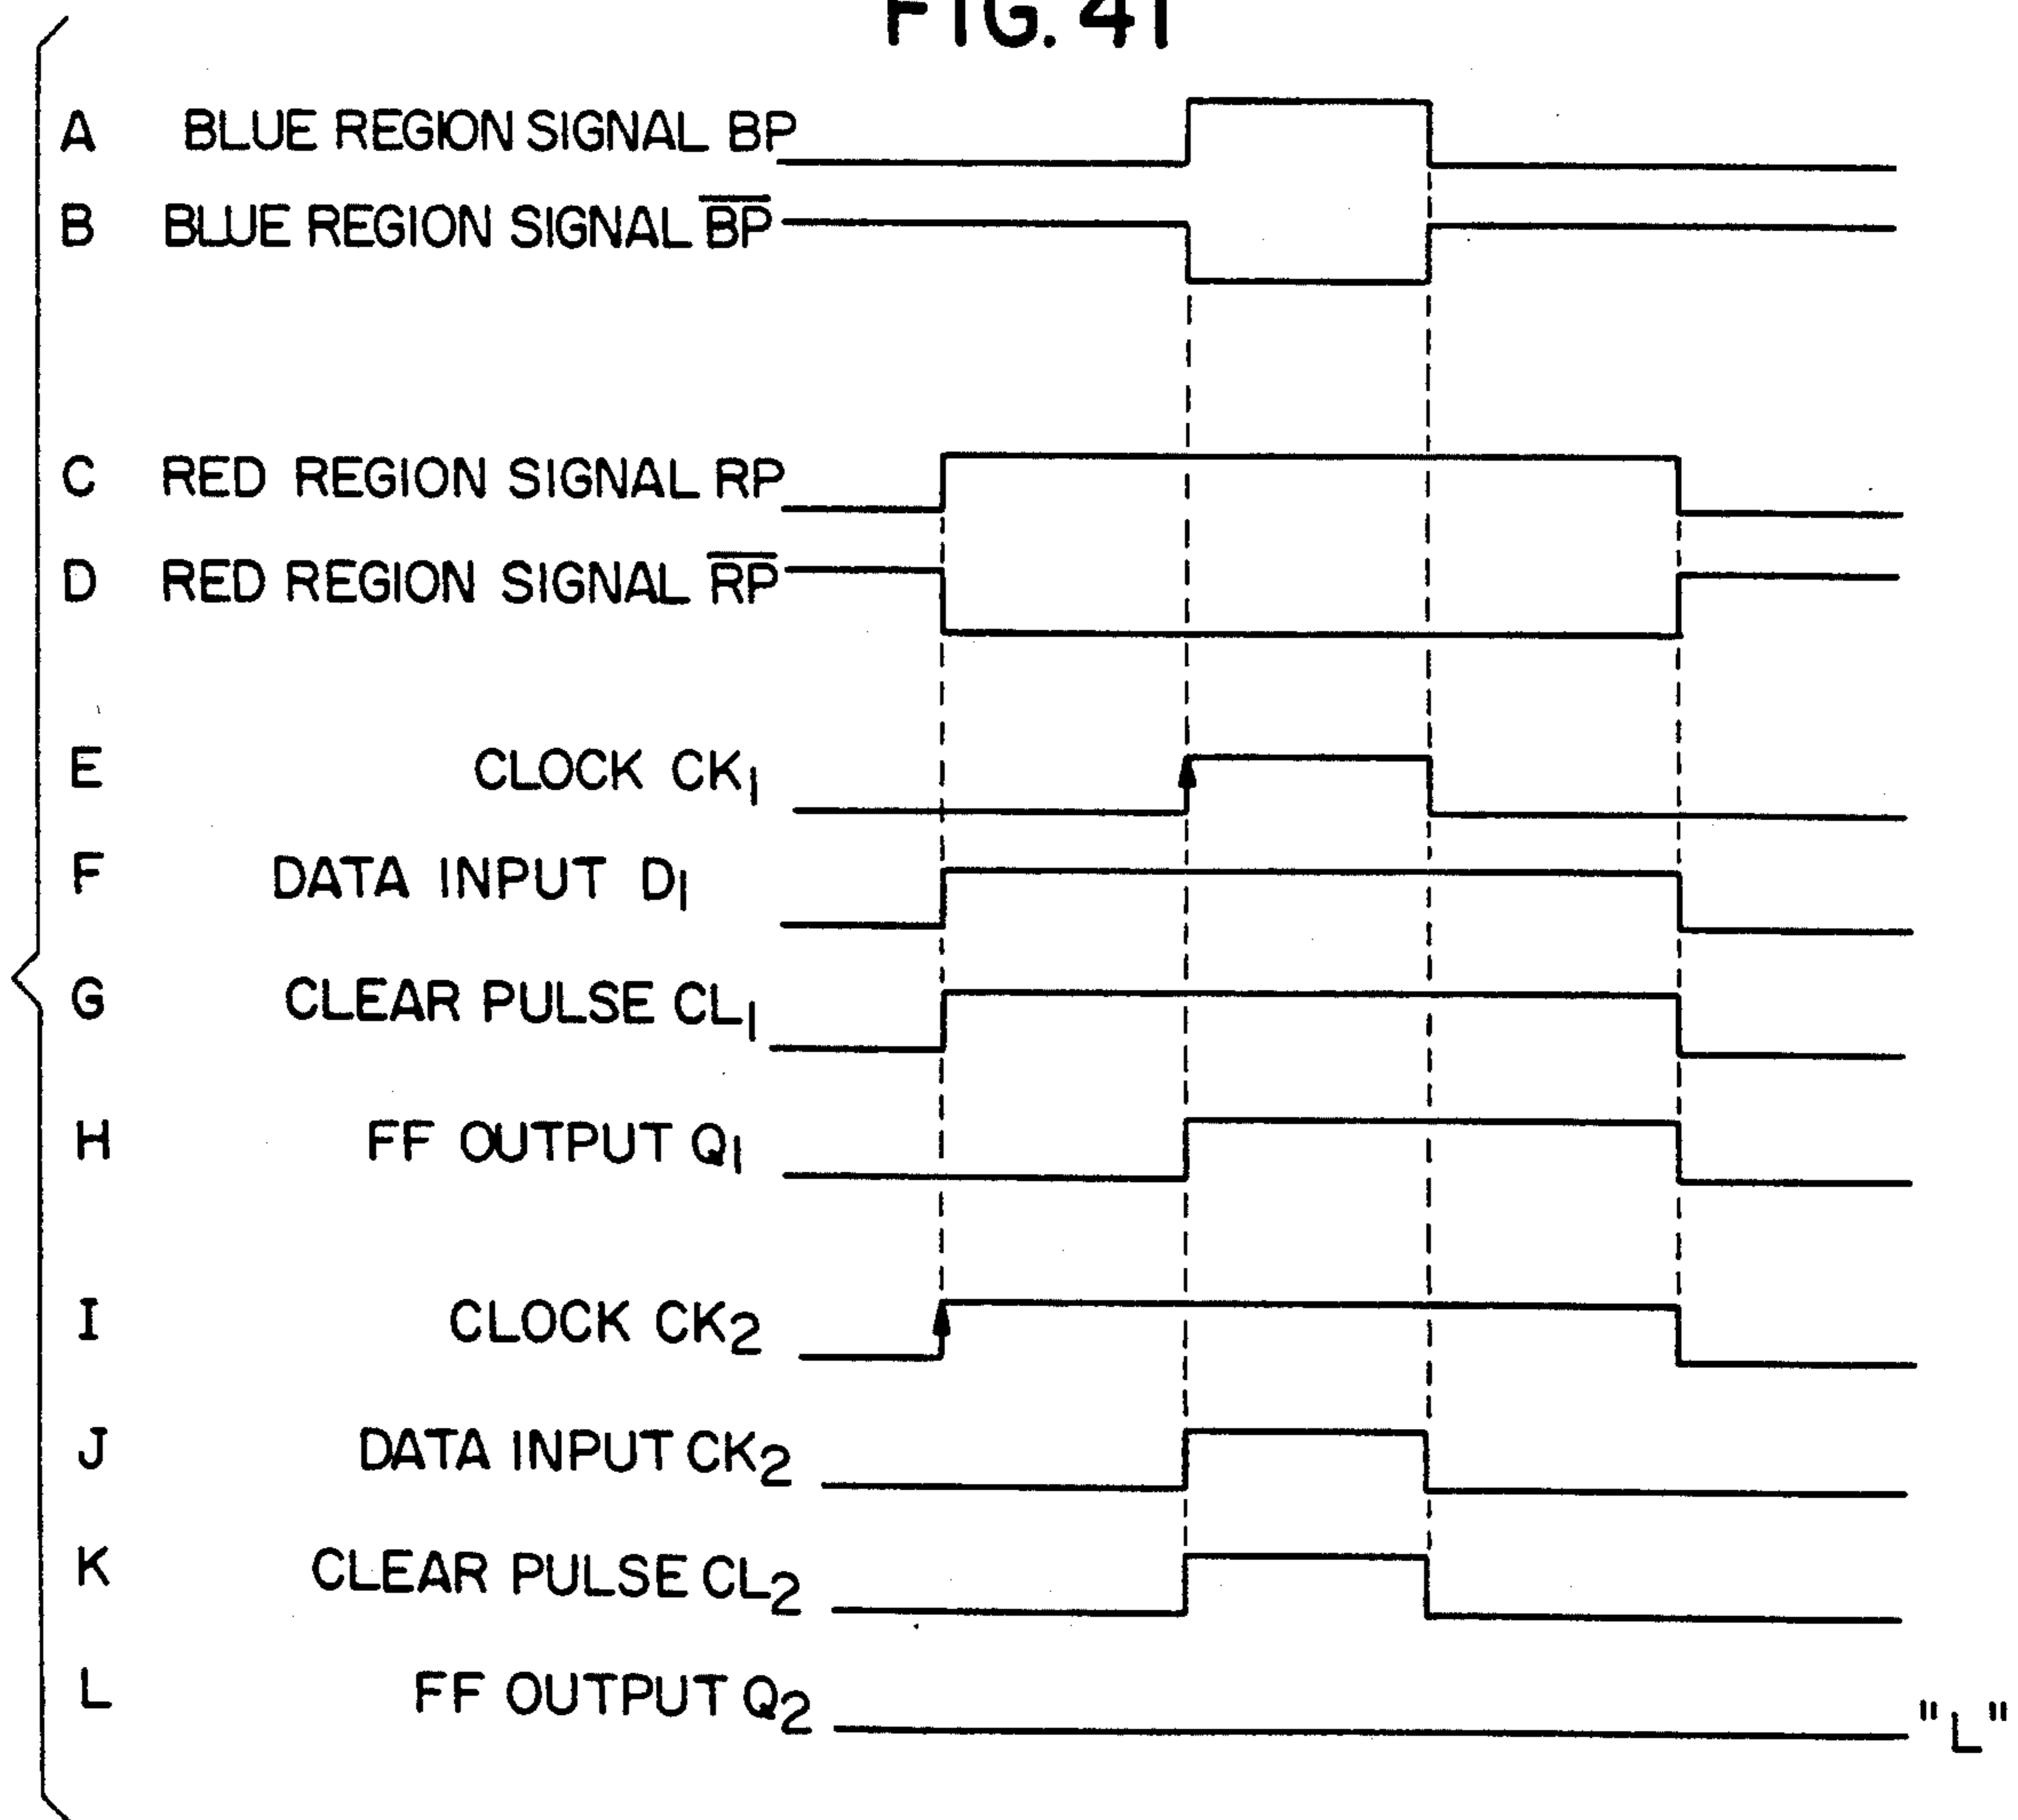 FIG. 41
A BLUE REGION SIGNAL BP
B BLUE REGION SIGNAL B̅P̅
C RED REGION SIGNAL RP
D RED REGION SIGNAL R̅P̅
E CLOCK CK1
F DATA INPUT D1
G CLEAR PULSE CL1
H FF OUTPUT Q1
I CLOCK CK2
J DATA INPUT CK2
K CLEAR PULSE CL2
L FF OUTPUT Q2 "L"